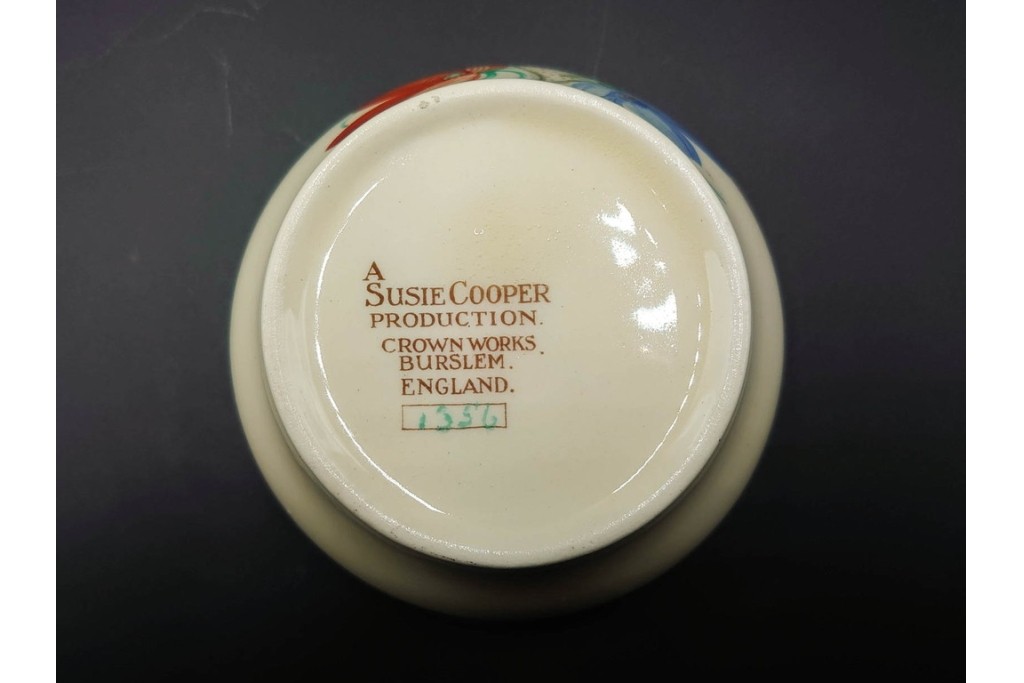 A
SUSIE COOPER
PRODUCTION.
CROWN WORKS.
BURSLEM.
ENGLAND.
1356